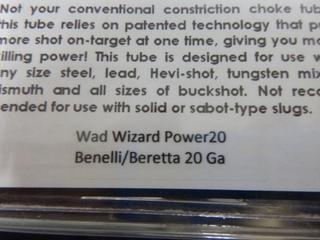 Not your conventional constriction choke tub
this tube relies on patented technology that pu
more shot on-target at one time, giving you mo
illing power! This tube is designed for use w
ny size steel, lead, Hevi-shot, tungsten mix
ismuth and all sizes of buckshot. Not reco
ended for use with solid or sabot-type slugs.
Wad Wizard Power20
Benelli/Beretta 20 Ga